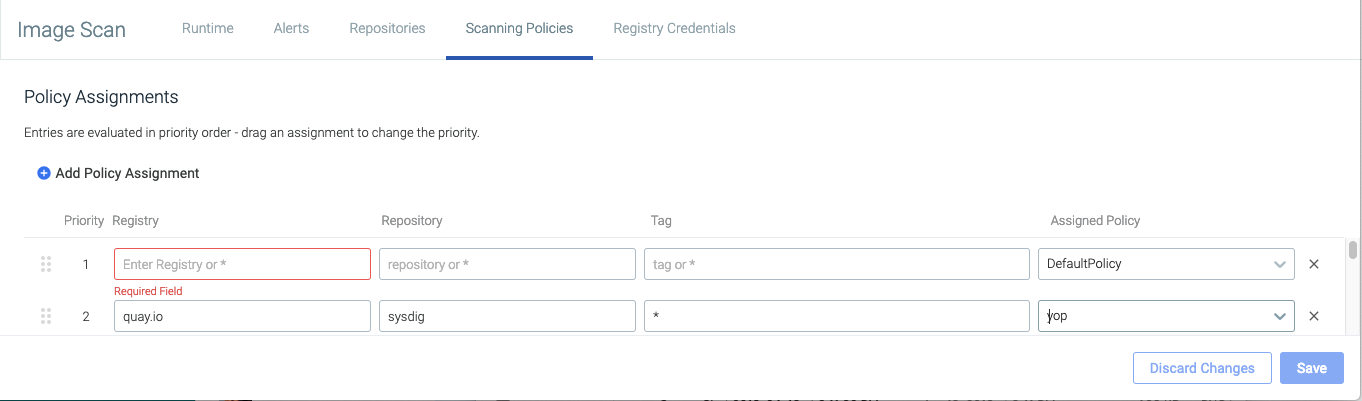 Image Scan Runtime Alerts Repositories Scanning Policies Registry Credentials
Policy Assignments
Entries are evaluated in priority order - drag an assignment to change the priority.
Add Policy Assignment
Priority Registry Repository Tag Assigned Policy
1 Enter Registry or * repository or * tag or * DefaultPolicy
Required Field
2 quay.io sysdig * yop
Discard Changes Save